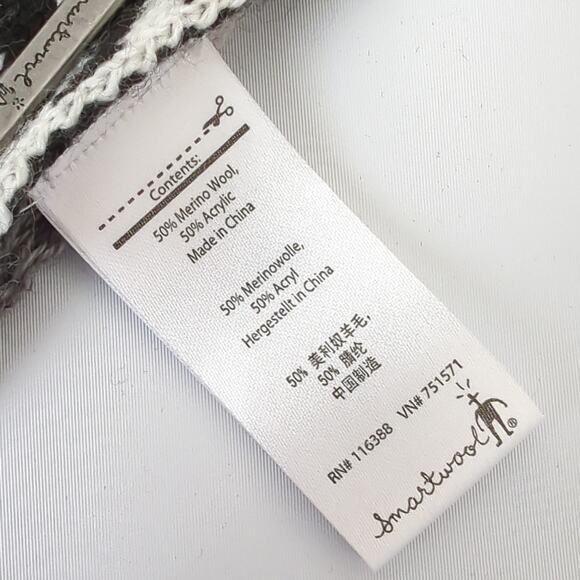 smartwool
Contents:
50% Merino Wool,
50% Acrylic
Made in China
50% Merinowolle,
50% Acryl
Hergestellt in China
50% 美利奴羊毛,
50% 腈纶
中国制造
RN# 116388 VN# 751571
smartwool®